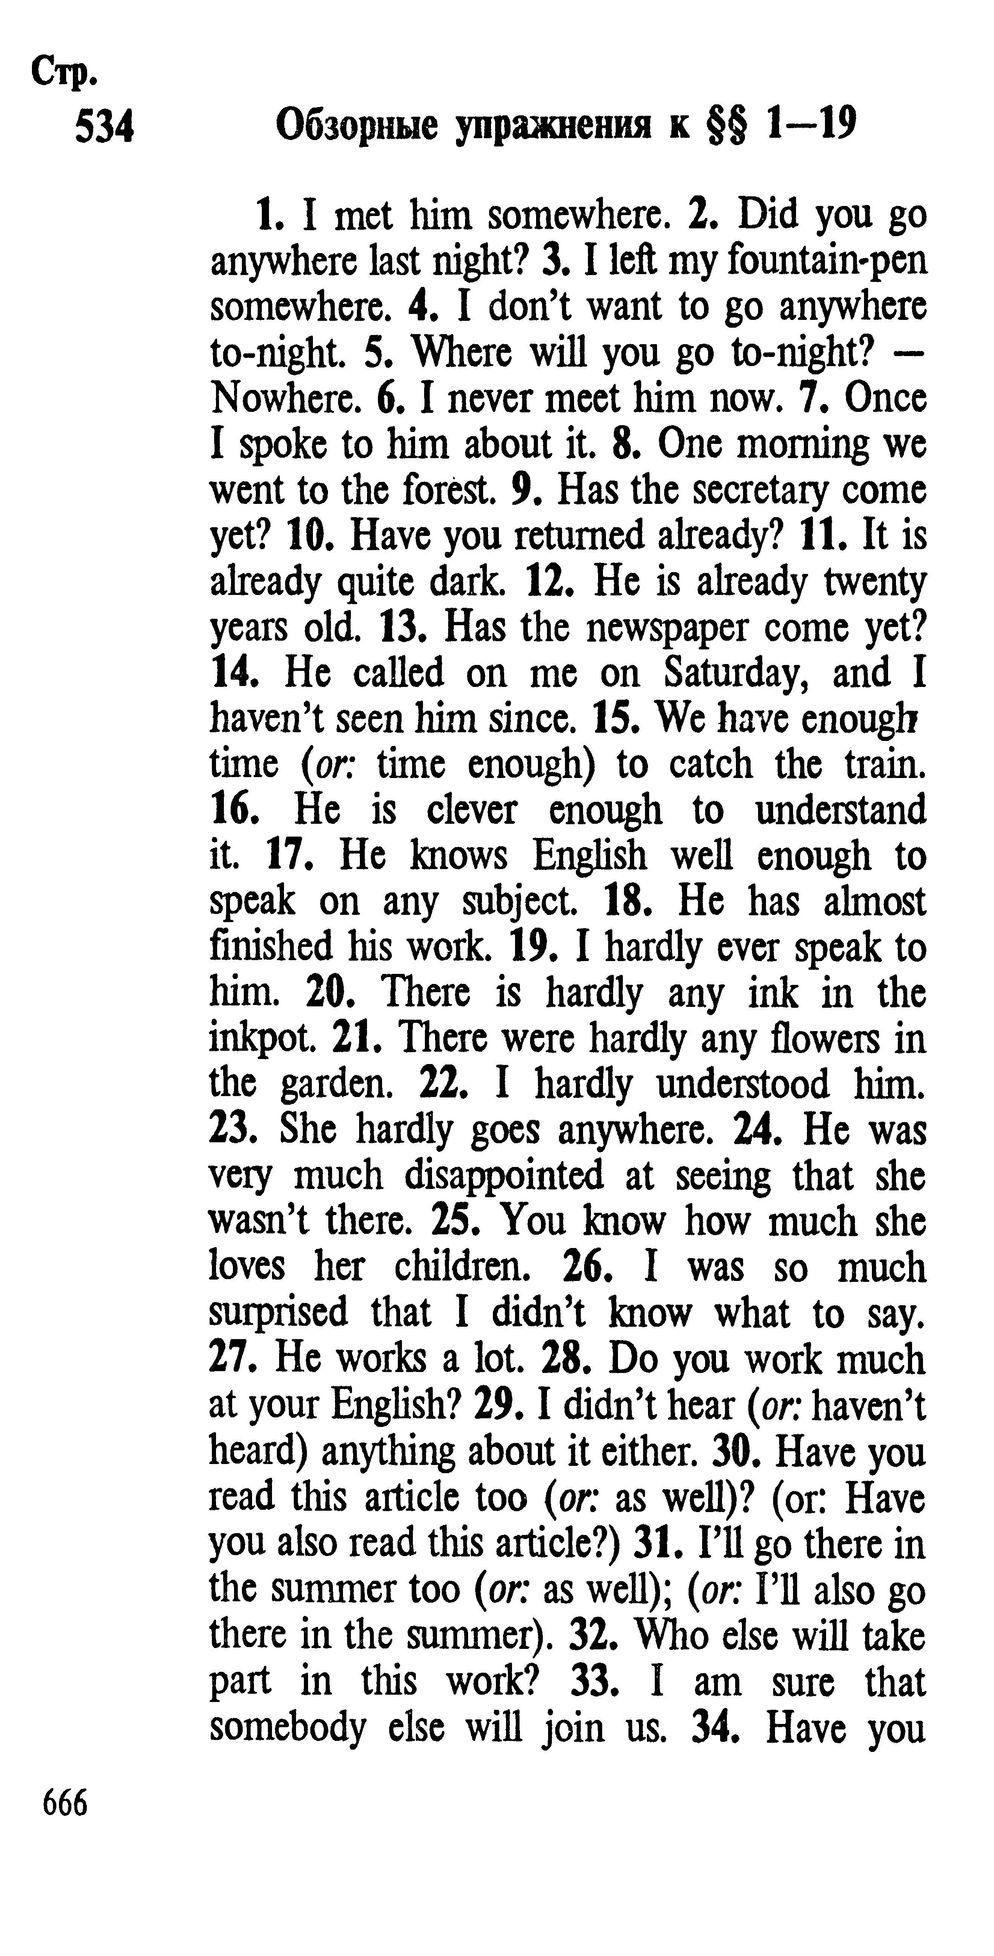 Стр.
534 Обзорные упражнения к §§ 1—19
1. I met him somewhere. 2. Did you go
anywhere last night? 3. I left my fountain-pen
somewhere. 4. I don't want to go anywhere
to-night. 5. Where will you go to-night? —
Nowhere. 6. I never meet him now. 7. Once
I spoke to him about it. 8. One morning we
went to the forest. 9. Has the secretary come
yet? 10. Have you returned already? 11. It is
already quite dark. 12. He is already twenty
years old. 13. Has the newspaper come yet?
14. He called on me on Saturday, and I
haven't seen him since. 15. We have enough
time (or: time enough) to catch the train.
16. He is clever enough to understand
it. 17. He knows English well enough to
speak on any subject. 18. He has almost
finished his work. 19. I hardly ever speak to
him. 20. There is hardly any ink in the
inkpot. 21. There were hardly any flowers in
the garden. 22. I hardly understood him.
23. She hardly goes anywhere. 24. He was
very much disappointed at seeing that she
wasn't there. 25. You know how much she
loves her children. 26. I was so much
surprised that I didn't know what to say.
27. He works a lot. 28. Do you work much
at your English? 29. I didn't hear (or: haven't
heard) anything about it either. 30. Have you
read this article too (or: as well)? (or: Have
you also read this article?) 31. I'll go there in
the summer too (or: as well); (or: I'll also go
there in the summer). 32. Who else will take
part in this work? 33. I am sure that
somebody else will join us. 34. Have you
666